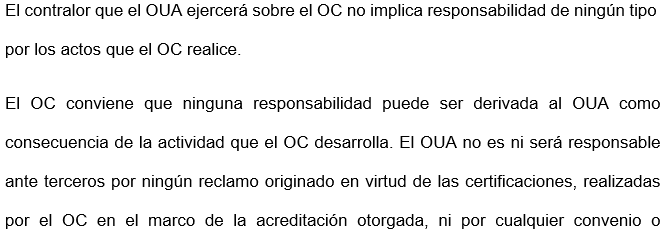 El contralor que el OUA ejercerá sobre el OC no implica responsabilidad de ningún tipo
por los actos que el OC realice.
El OC conviene que ninguna responsabilidad puede ser derivada al OUA como
consecuencia de la actividad que el OC desarrolla. El OUA no es ni será responsable
ante terceros por ningún reclamo originado en virtud de las certificaciones, realizadas
por el OC en el marco de la acreditación otorgada, ni por cualquier convenio o